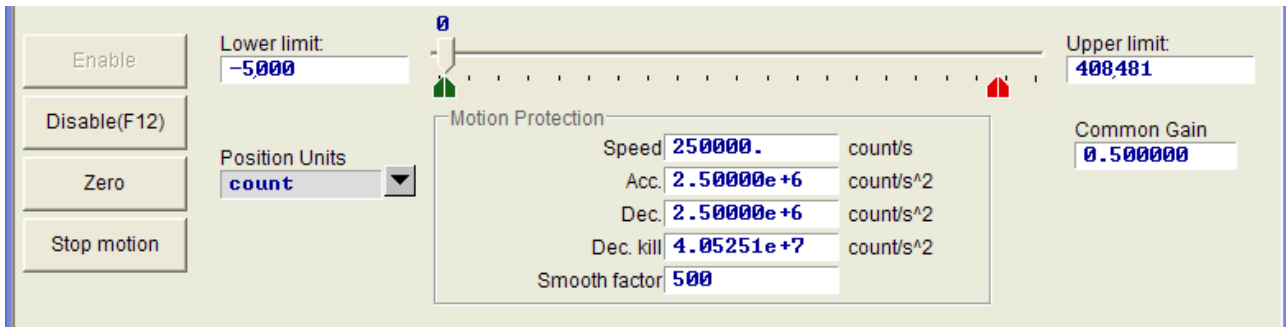 0
Enable
Lower limit:
Upper limit:
-5,000
408,481
Disable(F12)
Motion Protection
Common Gain
Speed 250000. count/s
0.500000
Position Units
Zero
count
Acc. 2.50000e+6 count/s^2
Dec. 2.50000e+6 count/s^2
Stop motion
Dec. kill 4.05251e+7 count/s^2
Smooth factor 500